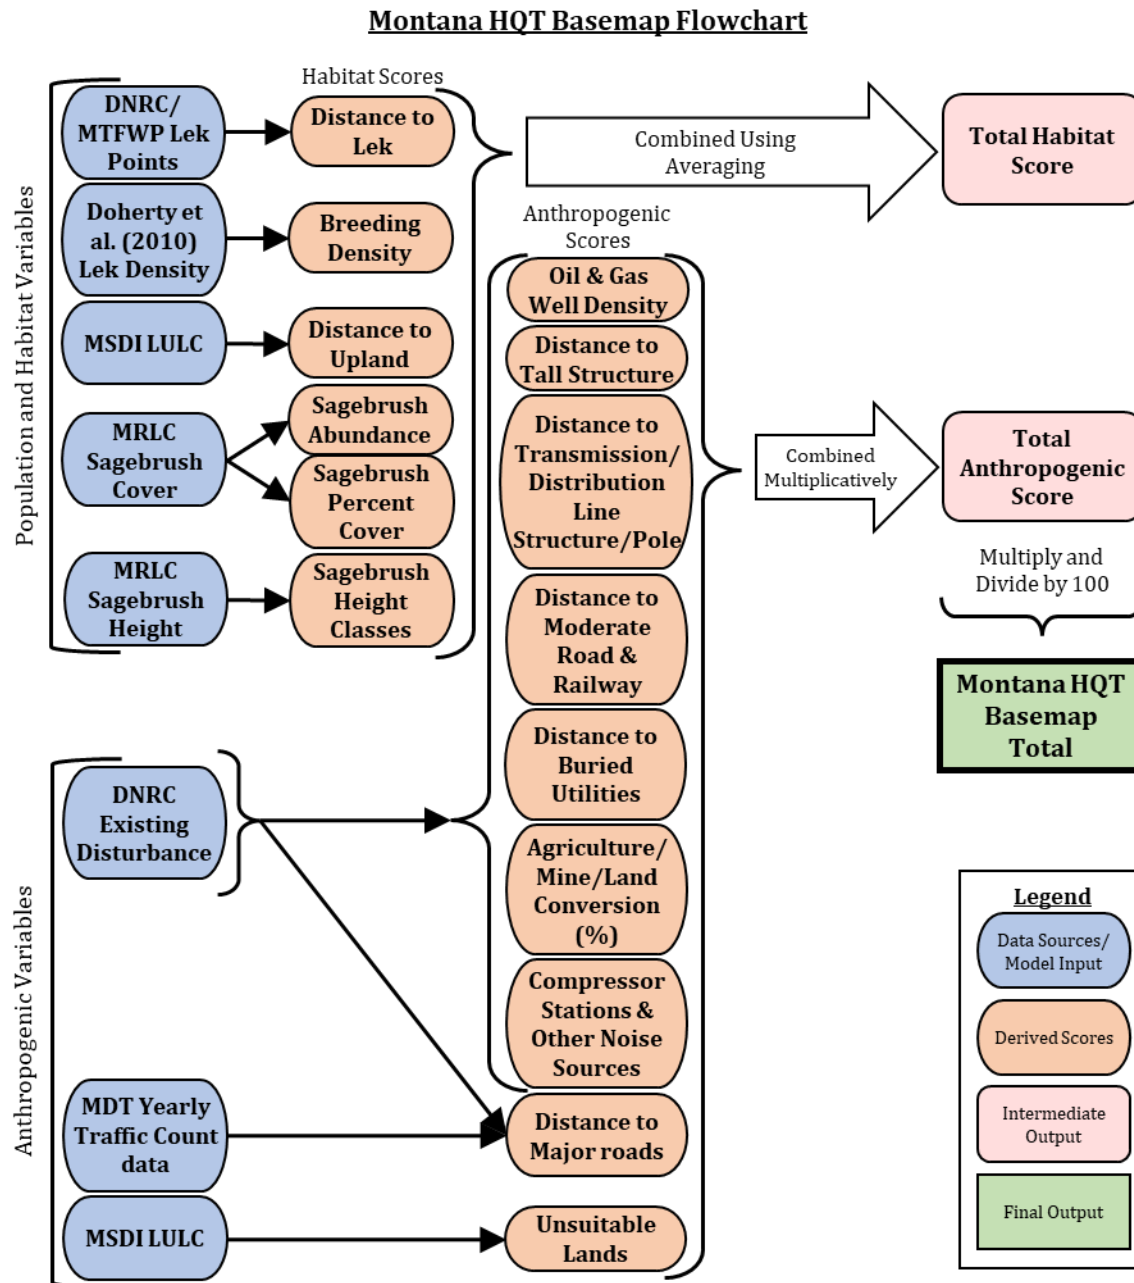 Montana HQT Basemap Flowchart
Population and Habitat Variables
DNRC/
MTFWP Lek
Points
Doherty et
al. (2010)
Lek Density
MSDI LULC
MRLC
Sagebrush
Cover
MRLC
Sagebrush
Height
Habitat Scores
Distance to
Lek
Breeding
Density
Distance to
Upland
Sagebrush
Abundance
Sagebrush
Percent
Cover
Sagebrush
Height
Classes
Combined Using
Averaging
Total Habitat
Score
Anthropogenic Variables
DNRC
Existing
Disturbance
MDT Yearly
Traffic Count
data
MSDI LULC
Anthropogenic
Scores
Oil & Gas
Well Density
Distance to
Tall Structure
Distance to
Transmission/
Distribution
Line
Structure/Pole
Distance to
Moderate
Road &
Railway
Distance to
Buried
Utilities
Agriculture/
Mine/Land
Conversion
(%)
Compressor
Stations &
Other Noise
Sources
Distance to
Major roads
Unsuitable
Lands
Combined
Multiplicatively
Total
Anthropogenic
Score
Multiply and
Divide by 100
Montana HQT
Basemap
Total
Legend
Data Sources/
Model Input
Derived Scores
Intermediate
Output
Final Output